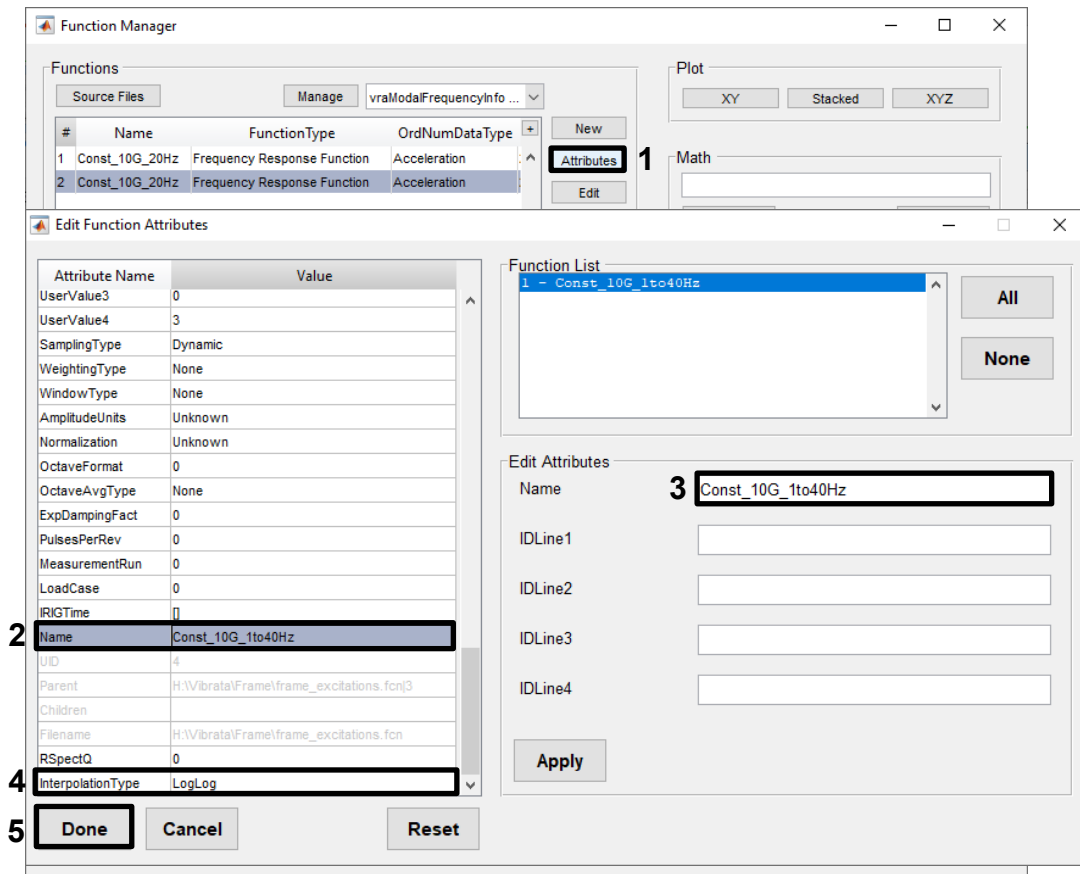 Function Manager
Functions
Source Files
Manage
vraModalFrequencyInfo ...
# Name FunctionType OrdNumDataType +
1 Const_10G_20Hz Frequency Response Function Acceleration
2 Const_10G_20Hz Frequency Response Function Acceleration
New
Attributes
1
Edit
Plot
XY
Stacked
XYZ
Math
Edit Function Attributes
Attribute Name Value
UserValue3 0
UserValue4 3
SamplingType Dynamic
WeightingType None
WindowType None
AmplitudeUnits Unknown
Normalization Unknown
OctaveFormat 0
OctaveAvgType None
ExpDampingFact 0
PulsesPerRev 0
MeasurementRun 0
LoadCase 0
IRIGTime []
2 Name Const_10G_1to40Hz
UID 4
Parent H:\Vibrata\Frame\frame_excitations.fcn|3
Children
Filename H:\Vibrata\Frame\frame_excitations.fcn
RSpectQ 0
4 InterpolationType LogLog
5 Done
Cancel
Reset
Function List
1 - Const_10G_1to40Hz
All
None
Edit Attributes
Name 3 Const_10G_1to40Hz
IDLine1
IDLine2
IDLine3
IDLine4
Apply